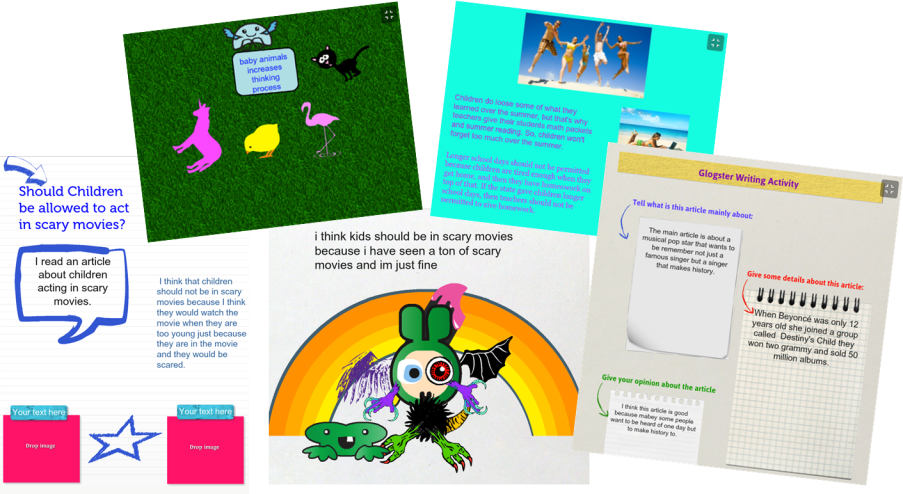 baby animals
increases
thinking
process
Children do loose some of what they
learned over the summer, but that's why
teachers give their students math packets
and summer reading. So, children won't
forget too much over the summer.
Longer school days should not be permitted
because children are tired enough when they
get home, and then they have homework on
top of that. If the state gave children longer
school days, then teachers should not be
permitted to give homework.
Should Children
be allowed to act
in scary movies?
I read an article
about children
acting in scary
movies.
I think that children
should not be in scary
movies because I think
they would watch the
movie when they are
too young just because
they are in the movie
and they would be
scared.
Your text here
Drop image
Your text here
Drop image
i think kids should be in scary movies
because i have seen a ton of scary
movies and im just fine
Glogster Writing Activity
Tell what is this article mainly about:
The main article is about a
musical pop star that wants to
be remember not just a
famous singer but a singer
that makes history.
Give some details about this article:
When Beyoncé was only 12
years old she joined a group
called Destiny's Child they
won two grammy and sold 50
million albums.
Give your opinion about the article
I think this article is good
because mabey some people
want to be heard of one day but
to make history to.